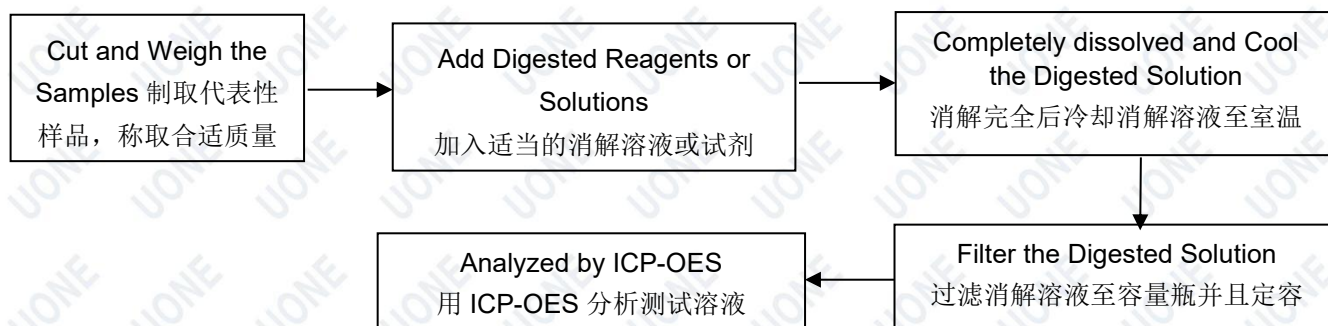 Cut and Weigh the
Samples 制取代表性
样品，称取合适质量
Add Digested Reagents or
Solutions
加入适当的消解溶液或试剂
Completely dissolved and Cool
the Digested Solution
消解完全后冷却消解溶液至室温
Filter the Digested Solution
过滤消解溶液至容量瓶并且定容
Analyzed by ICP-OES
用 ICP-OES 分析测试溶液